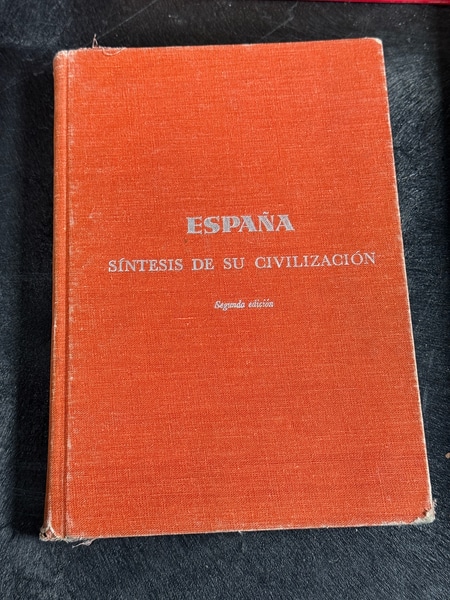 ESPAÑA
SÍNTESIS DE SU CIVILIZACIÓN
Segunda edición